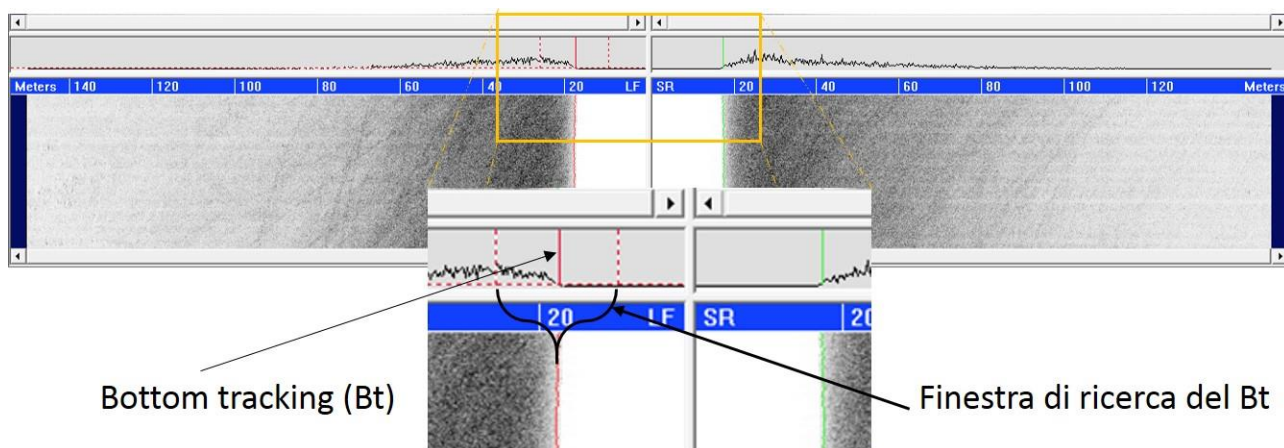 Meters 140 120 100 80 60 40 20 LF SR 20 40 60 80 100 120 Meters
20 LF SR 20
Bottom tracking (Bt)
Finestra di ricerca del Bt